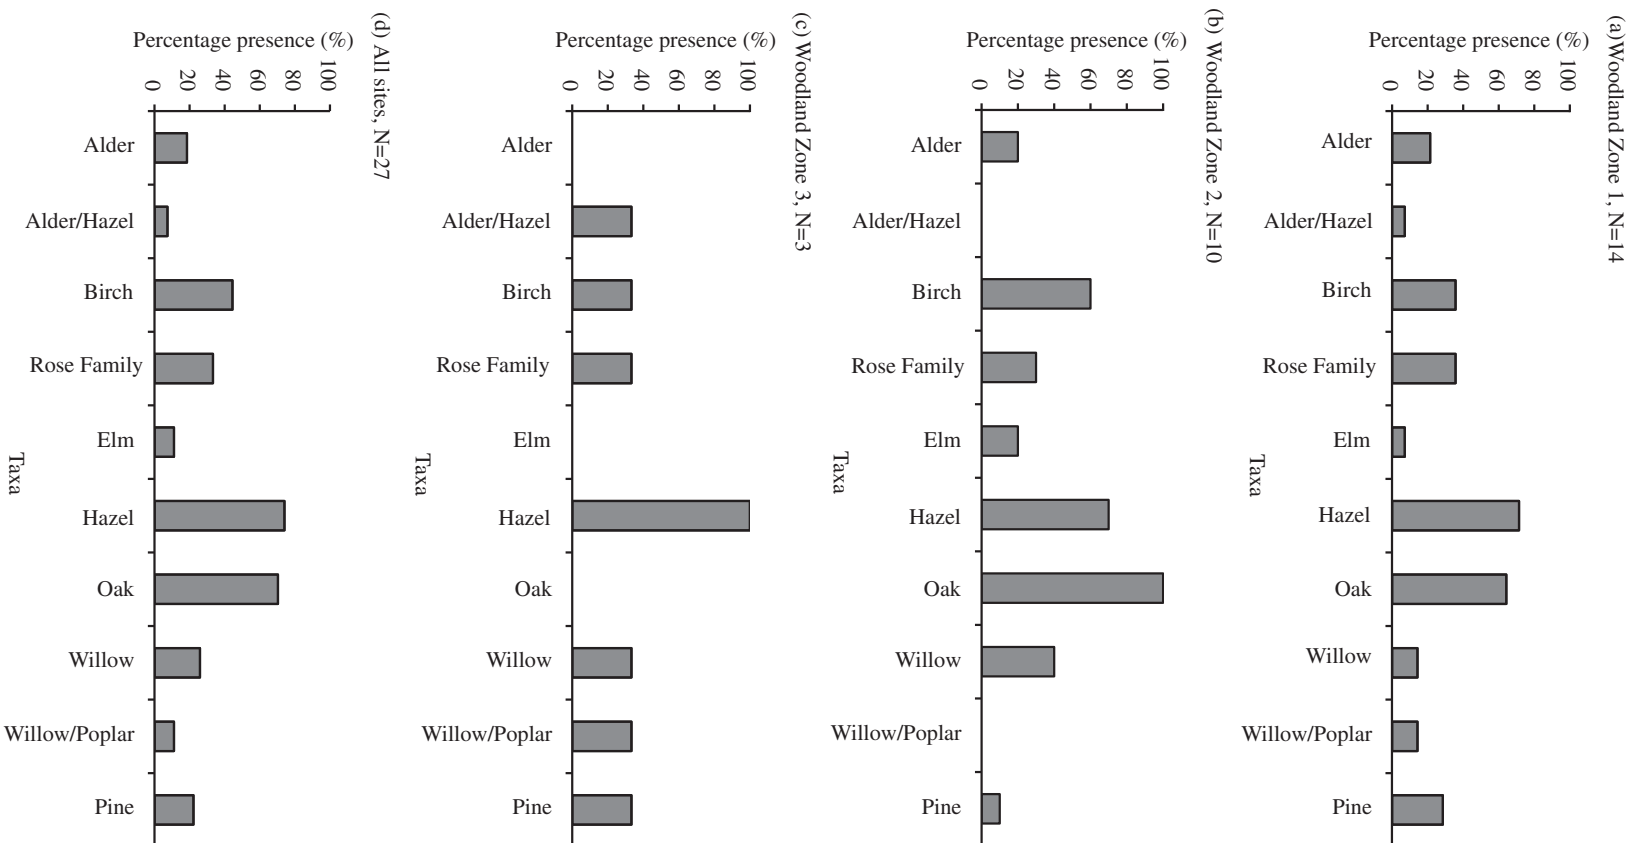 (a)Woodland Zone 1, N=14
Percentage presence (%)
0 20 40 60 80 100
Alder
Alder/Hazel
Birch
Rose Family
Elm
Hazel
Oak
Willow
Willow/Poplar
Pine
Taxa
(b) Woodland Zone 2, N=10
Percentage presence (%)
0 20 40 60 80 100
Alder
Alder/Hazel
Birch
Rose Family
Elm
Hazel
Oak
Willow
Willow/Poplar
Pine
Taxa
(c) Woodland Zone 3, N=3
Percentage presence (%)
0 20 40 60 80 100
Alder
Alder/Hazel
Birch
Rose Family
Elm
Hazel
Oak
Willow
Willow/Poplar
Pine
Taxa
(d) All sites, N=27
Percentage presence (%)
0 20 40 60 80 100
Alder
Alder/Hazel
Birch
Rose Family
Elm
Hazel
Oak
Willow
Willow/Poplar
Pine
Taxa